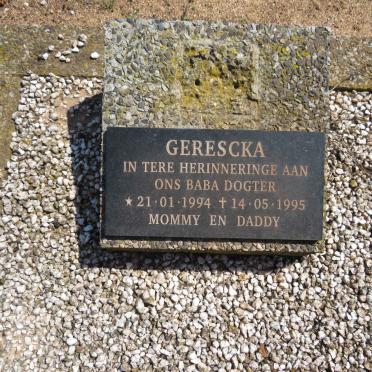 GERESCKA
IN TERE HERINNERINGE AAN
ONS BABA DOGTER
★ 21·01·1994 ✝ 14·05·1995
MOMMY EN DADDY